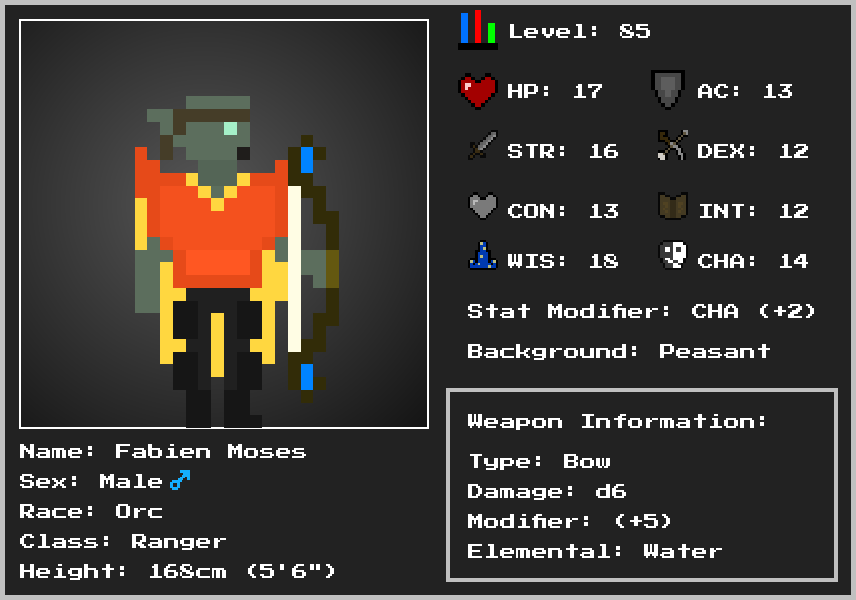 Level: 85
HP: 17 AC: 13
STR: 16 DEX: 12
CON: 13 INT: 12
WIS: 18 CHA: 14
Stat Modifier: CHA (+2)
Background: Peasant
Weapon Information:
Type: Bow
Damage: d6
Modifier: (+5)
Elemental: Water
Name: Fabien Moses
Sex: Male ♂
Race: Orc
Class: Ranger
Height: 168cm (5'6")